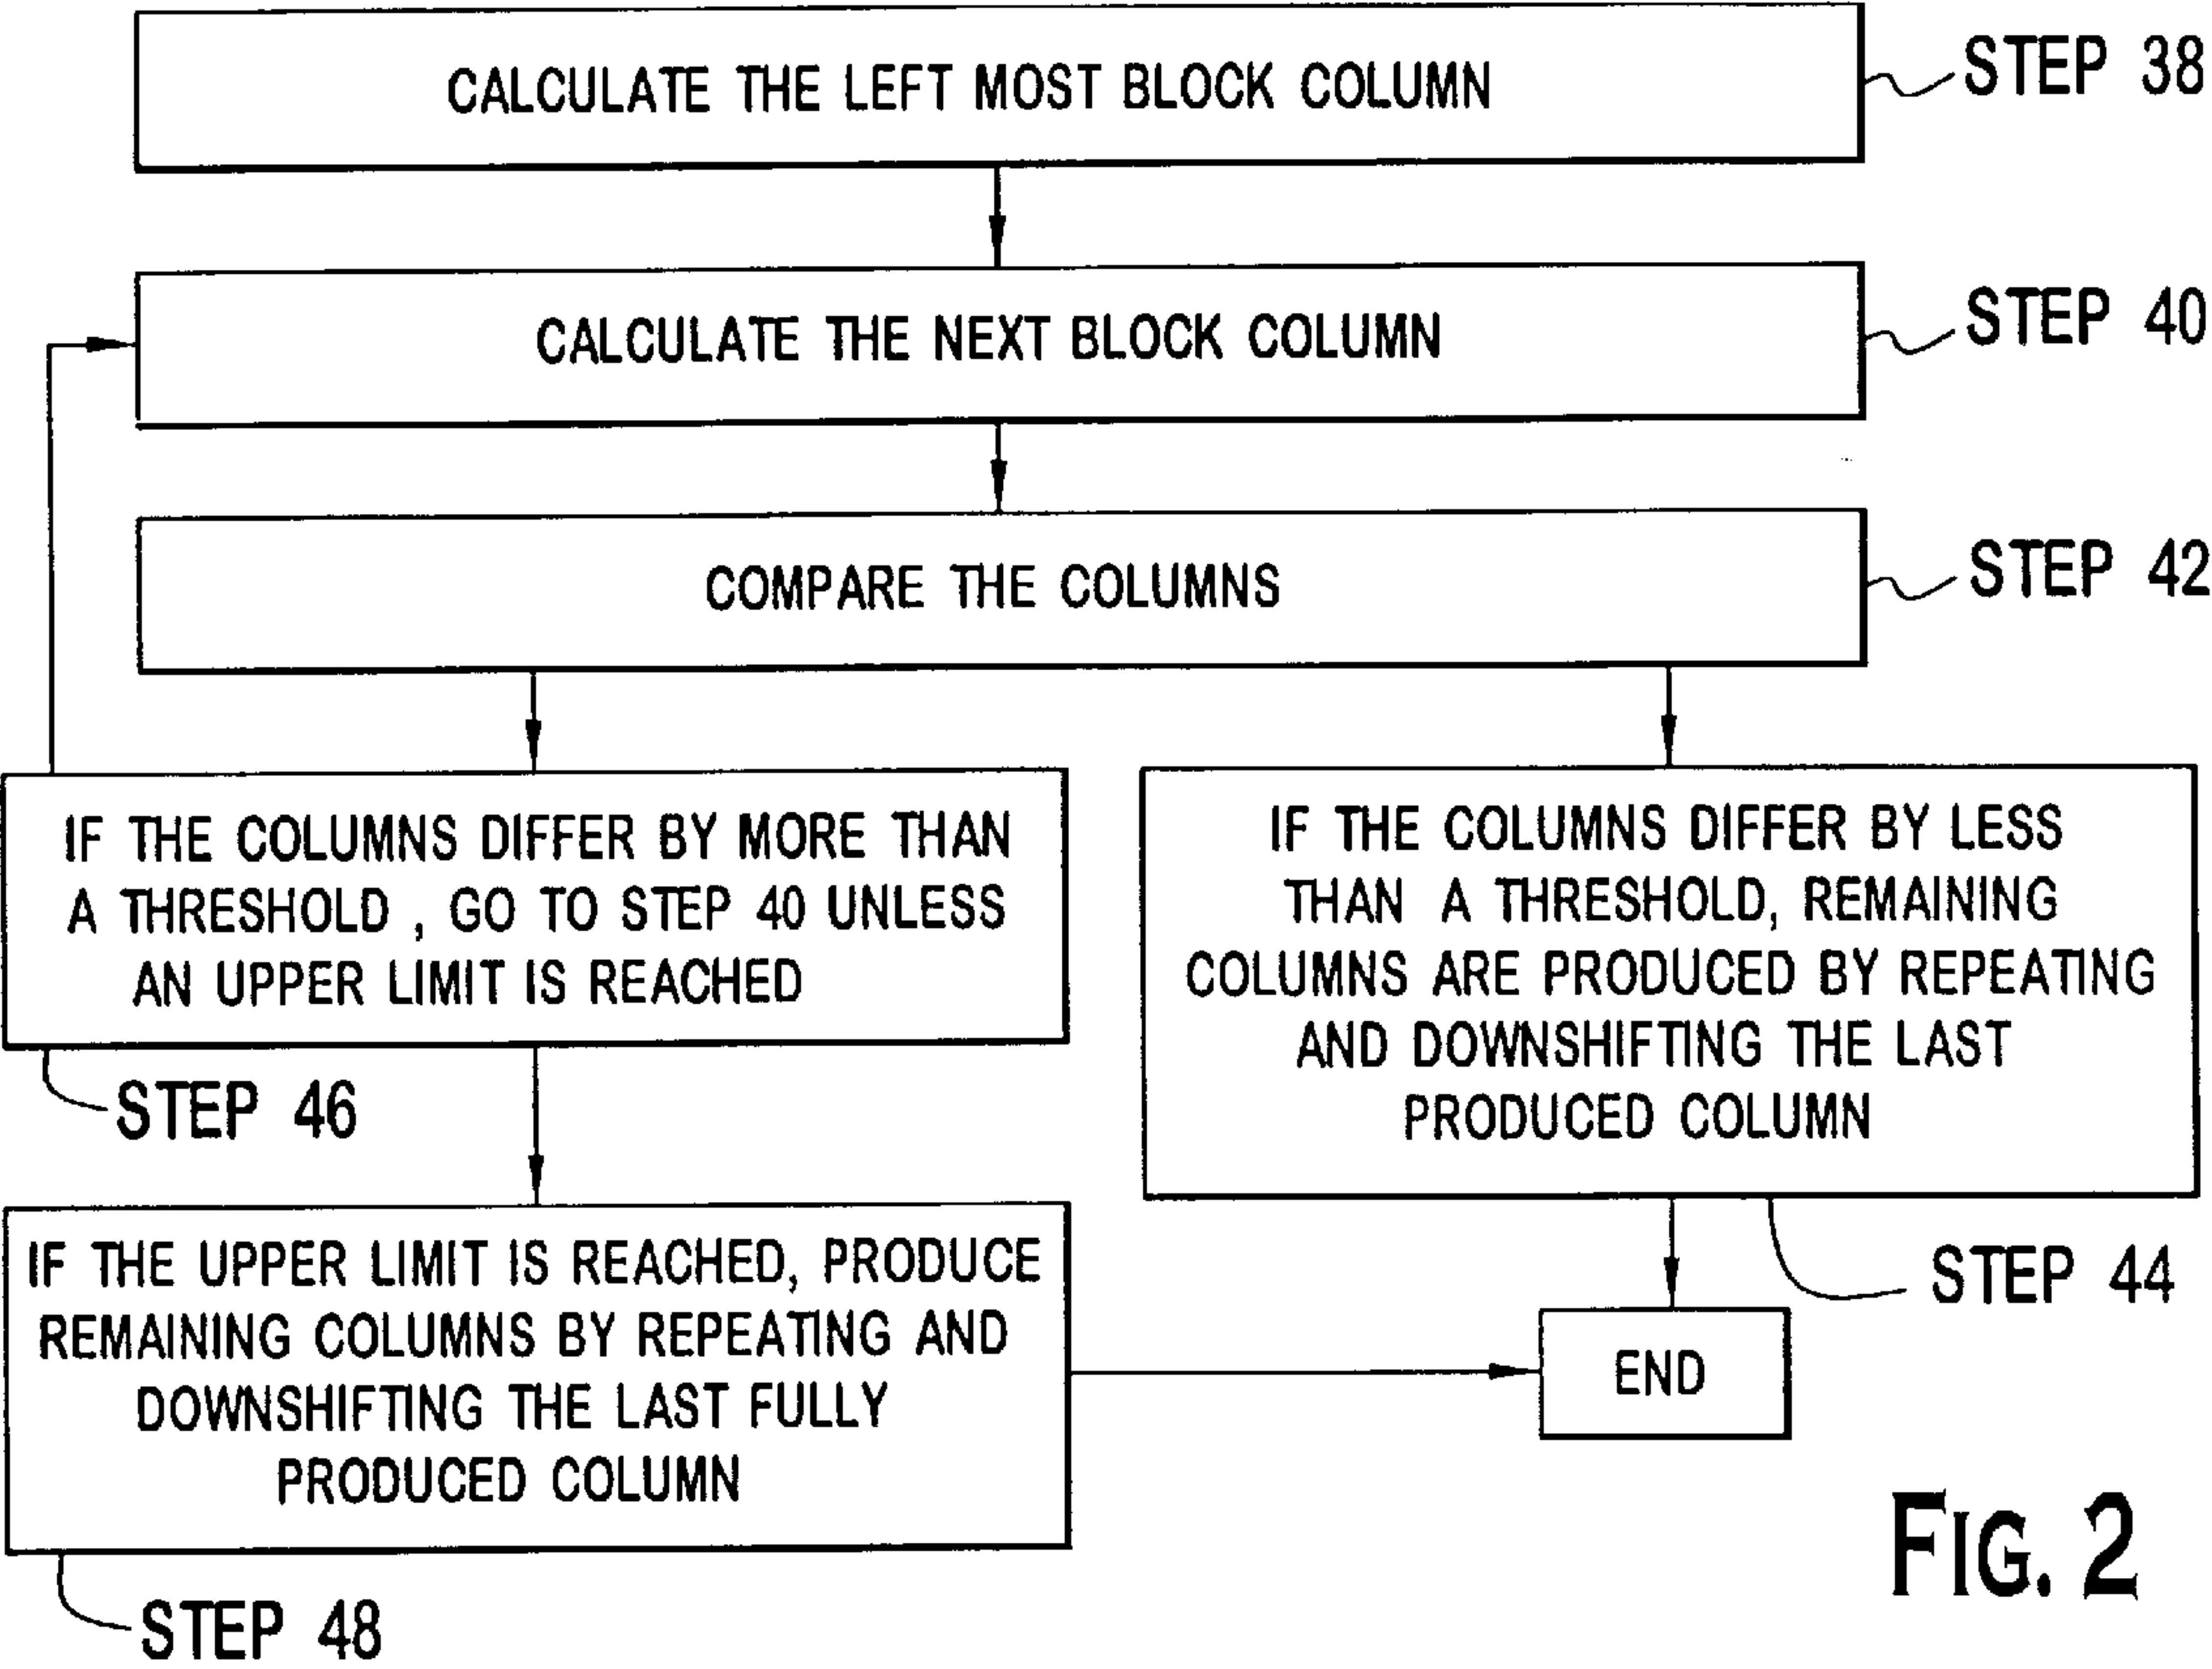 CALCULATE THE LEFT MOST BLOCK COLUMN
STEP 38
CALCULATE THE NEXT BLOCK COLUMN
STEP 40
COMPARE THE COLUMNS
STEP 42
IF THE COLUMNS DIFFER BY MORE THAN
A THRESHOLD , GO TO STEP 40 UNLESS
AN UPPER LIMIT IS REACHED
STEP 46
IF THE COLUMNS DIFFER BY LESS
THAN A THRESHOLD, REMAINING
COLUMNS ARE PRODUCED BY REPEATING
AND DOWNSHIFTING THE LAST
PRODUCED COLUMN
STEP 44
IF THE UPPER LIMIT IS REACHED, PRODUCE
REMAINING COLUMNS BY REPEATING AND
DOWNSHIFTING THE LAST FULLY
PRODUCED COLUMN
STEP 48
END
FIG. 2